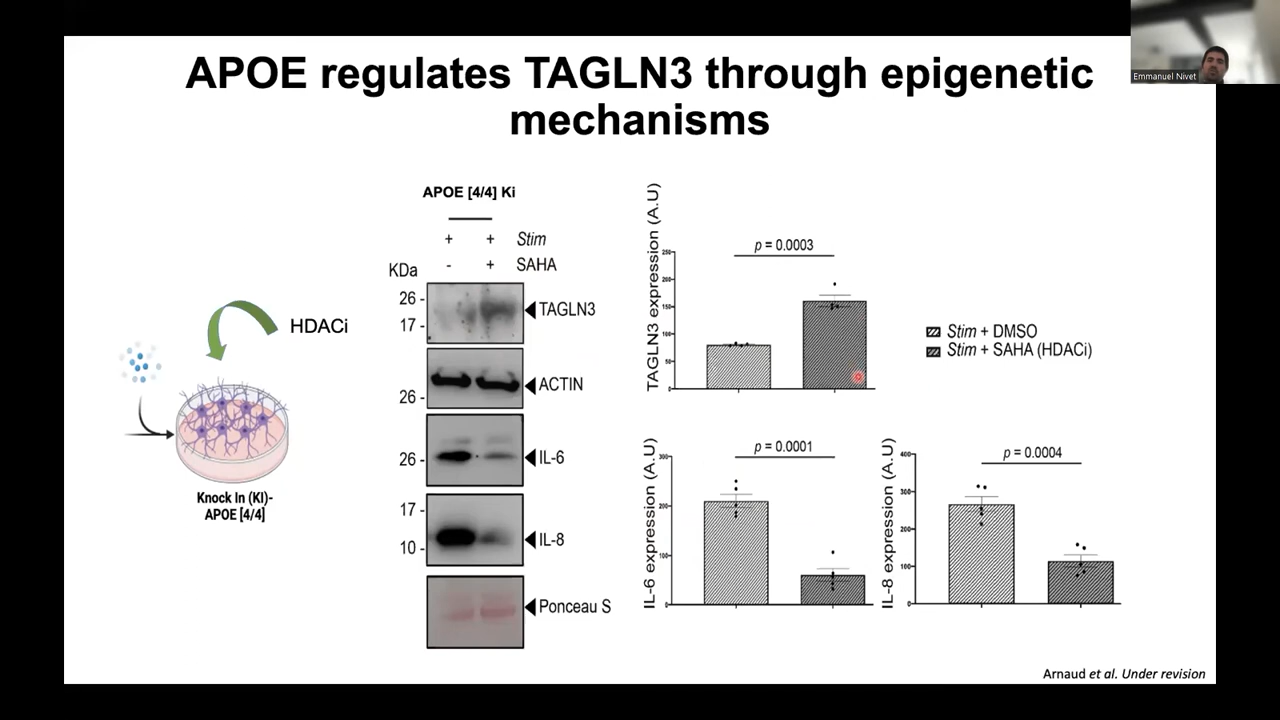 APOE regulates TAGLN3 through epigenetic
mechanisms
Emmanuel Nivet
HDACi
Knock In (KI)-
APOE [4/4]
APOE [4/4] Ki
+ + Stim
- + SAHA
KDa
26 -
17 -
TAGLN3
ACTIN
26 -
26 -
IL-6
17 -
10 -
IL-8
Ponceau S
TAGLN3 expression (A.U)
250
200
150
100
50
0
p = 0.0003
Stim + DMSO
Stim + SAHA (HDACi)
IL-6 expression (A.U)
300
200
100
0
p = 0.0001
IL-8 expression (A.U)
400
300
200
100
0
p = 0.0004
Arnaud et al. Under revision